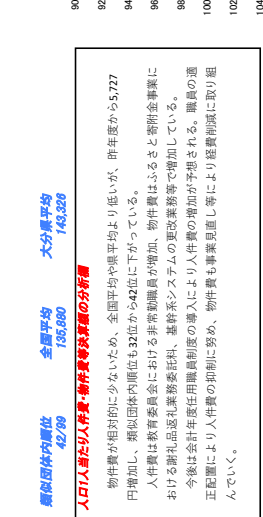 類似団体内順位
42/99
全国平均
136,880
大分県平均
143,326
人口1人当たり人件費・物件費等決算額の分析欄
物件費が相対的に少ないため、全国平均や県平均より低いが、昨年度から5,727
円増加し、類似団体内順位も32位から42位に下がっている。
人件費は教育委員会における非常勤職員が増加、物件費はふるさと寄附金事業に
おける謝礼品返礼業務委託料、基幹系システムの更改業務等で増加している。
今後は会計年度任用職員制度の導入により人件費の増加が予想される。職員の適
正配置により人件費の抑制に努め、物件費も事業見直し等により経費削減に取り組
んでいく。
90
92
94
96
98
100
102
104